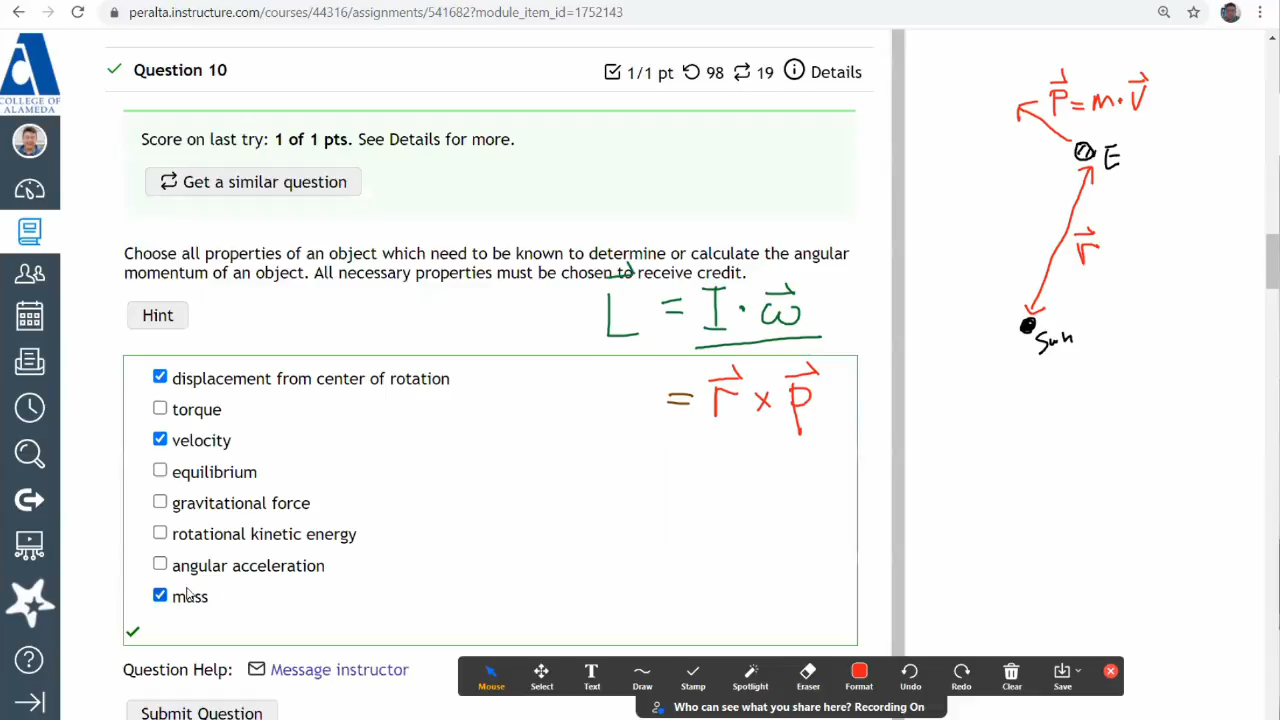 peralta.instructure.com/courses/44316/assignments/541682?module_item_id=1752143
COLLEGE OF
ALAMEDA
Question 10
1/1 pt 98 19 Details
Score on last try: 1 of 1 pts. See Details for more.
Get a similar question
Choose all properties of an object which need to be known to determine or calculate the angular
momentum of an object. All necessary properties must be chosen to receive credit.
Hint
L = I · ω
= r × p
displacement from center of rotation
torque
velocity
equilibrium
gravitational force
rotational kinetic energy
angular acceleration
mass
Question Help: Message instructor
Submit Question
P = m · V
E
r
Sun
Mouse Select Text Draw Stamp Spotlight Eraser Format Undo Redo Clear Save
Who can see what you share here? Recording On